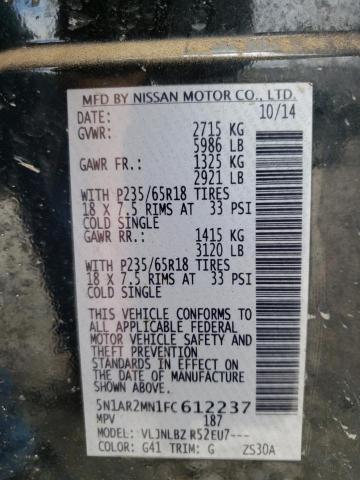 MFD BY NISSAN MOTOR CO., LTD.
DATE: 10/14
GVWR: 2715 KG
5986 LB
GAWR FR.: 1325 KG
2921 LB
WITH P235/65R18 TIRES
18 X 7.5 RIMS AT 33 PSI
COLD SINGLE
GAWR RR.: 1415 KG
3120 LB
WITH P235/65R18 TIRES
18 X 7.5 RIMS AT 33 PSI
COLD SINGLE
THIS VEHICLE CONFORMS TO
ALL APPLICABLE FEDERAL
MOTOR VEHICLE SAFETY AND
THEFT PREVENTION
STANDARDS IN EFFECT ON
THE DATE OF MANUFACTURE
SHOWN ABOVE.
5N1AR2MN1FC612237
MPV 187
MODEL: VLJNLBZ R52EU7---
COLOR: G41 TRIM: G ZS30A